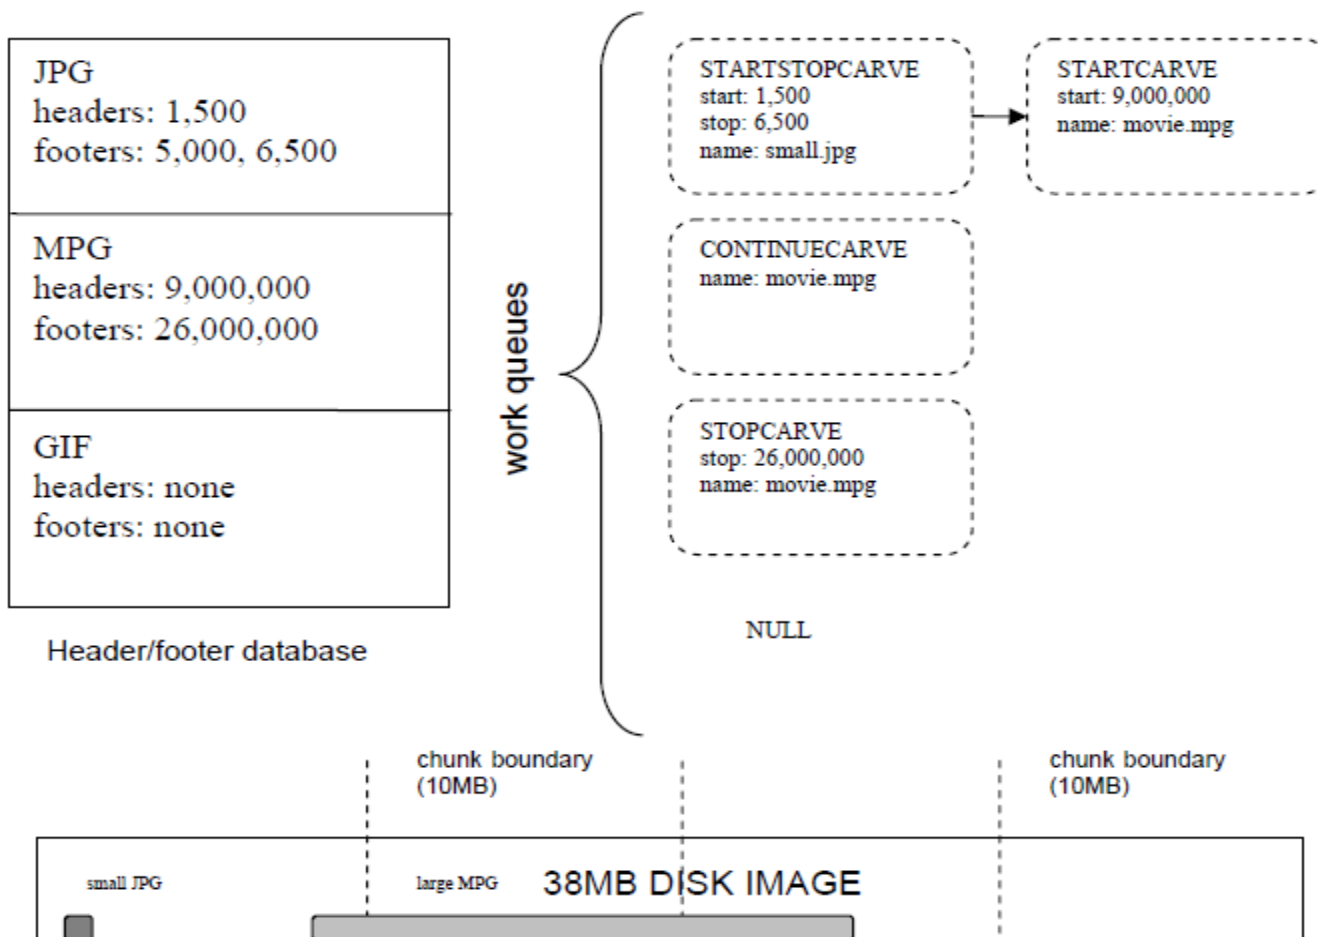 JPG
headers: 1,500
footers: 5,000, 6,500
MPG
headers: 9,000,000
footers: 26,000,000
GIF
headers: none
footers: none
Header/footer database
work queues
STARTSTOPCARVE
start: 1,500
stop: 6,500
name: small.jpg
STARTCARVE
start: 9,000,000
name: movie.mpg
CONTINUECARVE
name: movie.mpg
STOPCARVE
stop: 26,000,000
name: movie.mpg
NULL
chunk boundary
(10MB)
chunk boundary
(10MB)
small JPG
large MPG
38MB DISK IMAGE